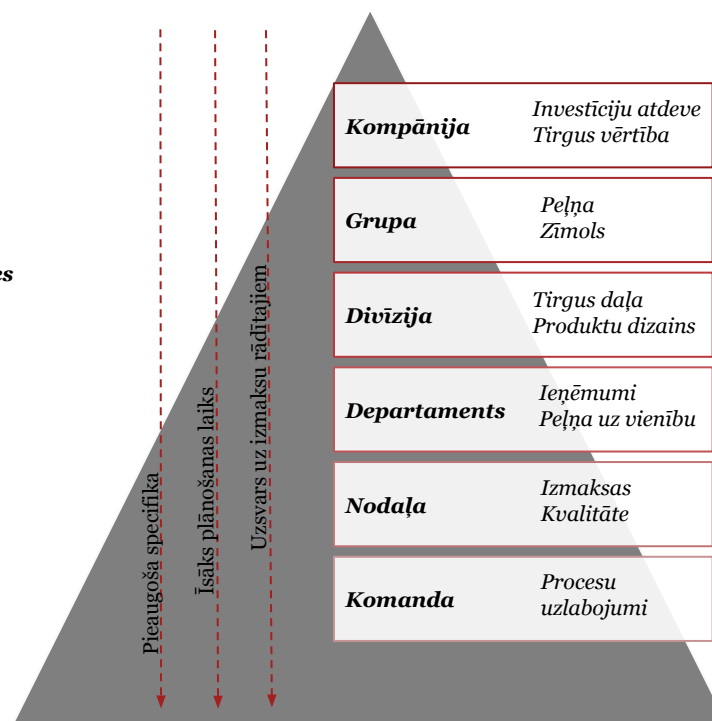 Kompānija
Investīciju atdeve
Tirgus vērtība
Grupa
Peļņa
Zīmols
Divīzija
Tirgus daļa
Produktu dizains
Departaments
Ieņēmumi
Peļņa uz vienību
Nodaļa
Izmaksas
Kvalitāte
Komanda
Procesu
uzlabojumi
Pieaugoša specifika
Īsāks plānošanas laiks
Uzsvars uz izmaksu rādītajiem